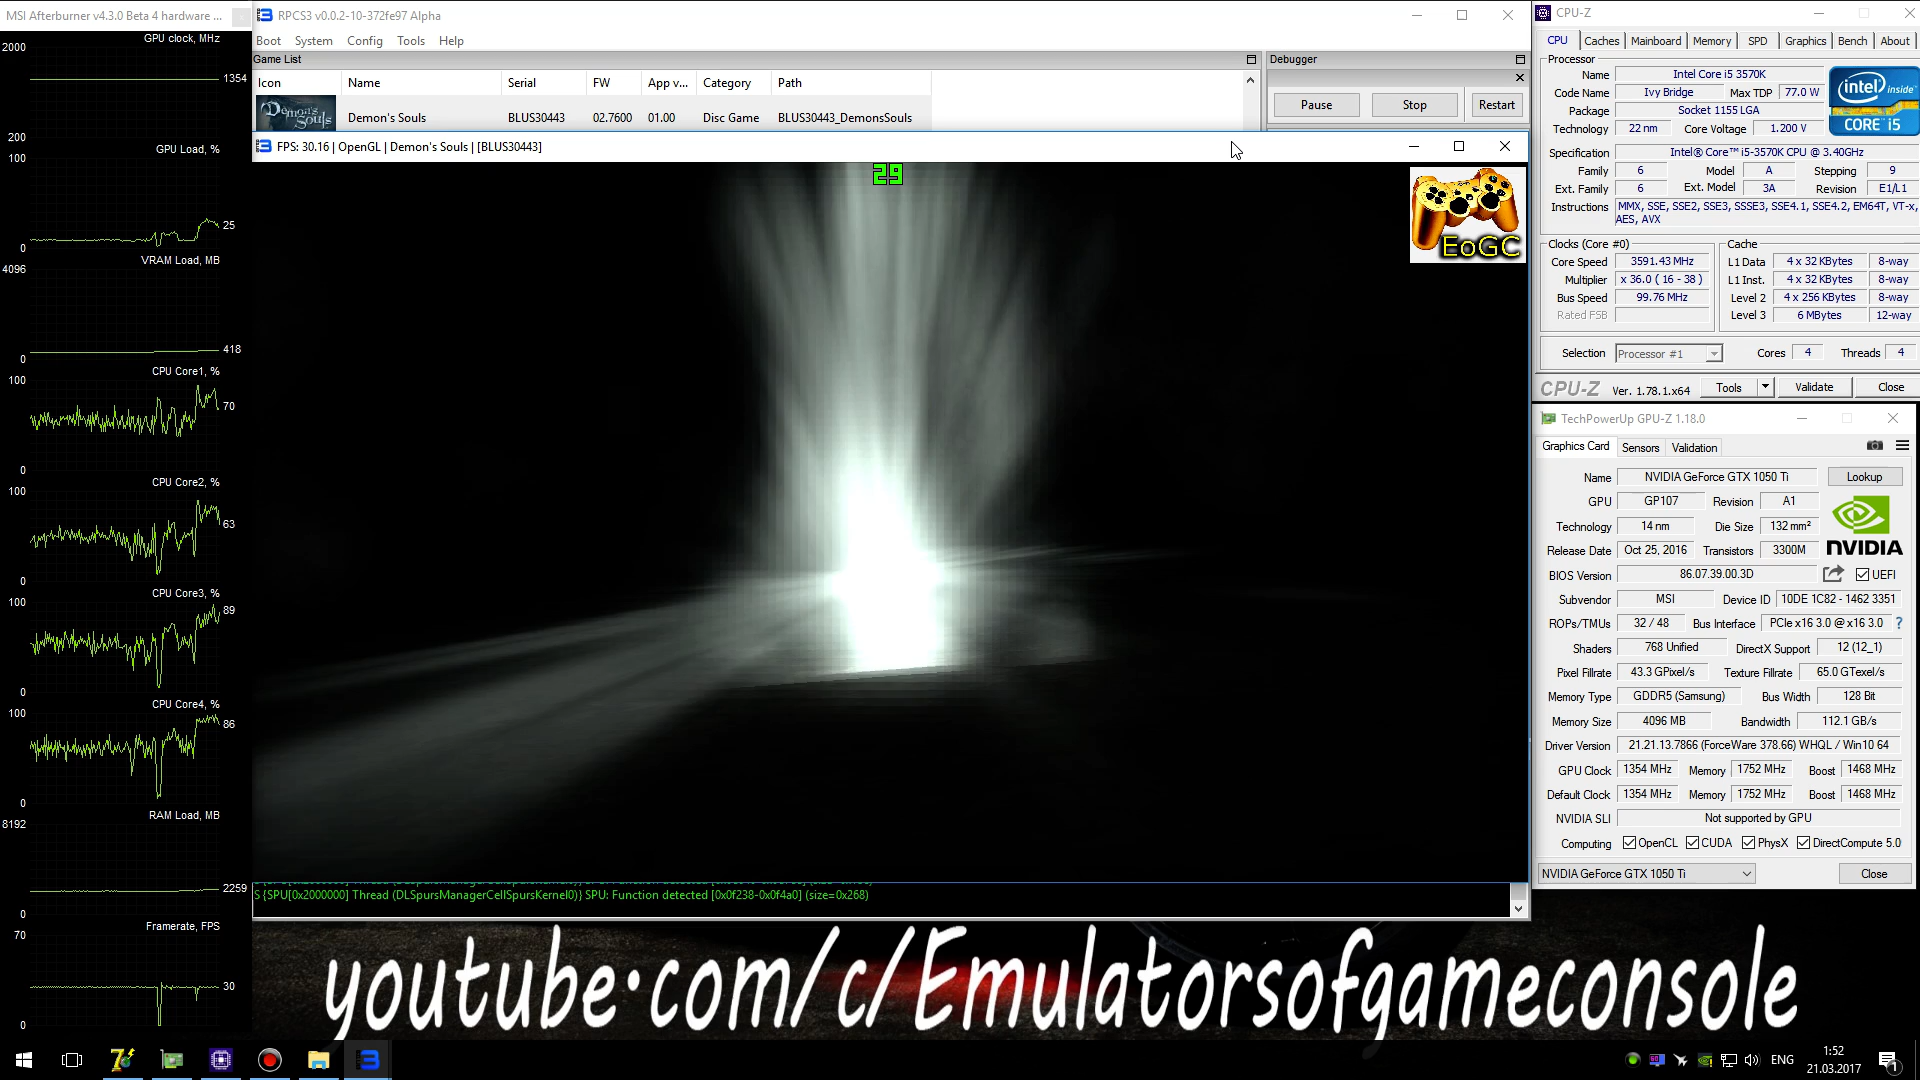 MSI Afterburner v4.3.0 Beta 4 hardware ...
GPU clock, MHz
2000
1354
200
GPU Load, %
100
25
0
VRAM Load, MB
4096
418
0
CPU Core1, %
100
70
0
CPU Core2, %
100
63
0
CPU Core3, %
100
89
0
CPU Core4, %
100
86
0
RAM Load, MB
8192
2259
0
Framerate, FPS
70
30
0
RPCS3 v0.0.2-10-372fe97 Alpha
Boot System Config Tools Help
Game List
Icon Name Serial FW App v... Category Path
Demon's Souls Demon's Souls BLUS30443 02.7600 01.00 Disc Game BLUS30443_DemonsSouls
Debugger
Pause Stop Restart
FPS: 30.16 | OpenGL | Demon's Souls | [BLUS30443]
29
EoGC
S {SPU[0x2000000] Thread (DLSpursManagerCellSpursKernel0)} SPU: Function detected [0x0f238-0x0f4a0] (size=0x268)
youtube.com/c/Emulatorsofgameconsole
CPU-Z
CPU Caches Mainboard Memory SPD Graphics Bench About
Processor
Name Intel Core i5 3570K
Code Name Ivy Bridge Max TDP 77.0 W
Package Socket 1155 LGA
Technology 22 nm Core Voltage 1.200 V
intel inside™
CORE i5
Specification Intel® Core™ i5-3570K CPU @ 3.40GHz
Family 6 Model A Stepping 9
Ext. Family 6 Ext. Model 3A Revision E1/L1
Instructions MMX, SSE, SSE2, SSE3, SSSE3, SSE4.1, SSE4.2, EM64T, VT-x,
AES, AVX
Clocks (Core #0)
Core Speed 3591.43 MHz
Multiplier x 36.0 ( 16 - 38 )
Bus Speed 99.76 MHz
Rated FSB
Cache
L1 Data 4 x 32 KBytes 8-way
L1 Inst. 4 x 32 KBytes 8-way
Level 2 4 x 256 KBytes 8-way
Level 3 6 MBytes 12-way
Selection Processor #1 Cores 4 Threads 4
CPU-Z Ver. 1.78.1.x64 Tools Validate Close
TechPowerUp GPU-Z 1.18.0
Graphics Card Sensors Validation
Name NVIDIA GeForce GTX 1050 Ti Lookup
GPU GP107 Revision A1
Technology 14 nm Die Size 132 mm²
Release Date Oct 25, 2016 Transistors 3300M
NVIDIA
BIOS Version 86.07.39.00.3D UEFI
Subvendor MSI Device ID 10DE 1C82 - 1462 3351
ROPs/TMUs 32 / 48 Bus Interface PCIe x16 3.0 @ x16 3.0 ?
Shaders 768 Unified DirectX Support 12 (12_1)
Pixel Fillrate 43.3 GPixel/s Texture Fillrate 65.0 GTexel/s
Memory Type GDDR5 (Samsung) Bus Width 128 Bit
Memory Size 4096 MB Bandwidth 112.1 GB/s
Driver Version 21.21.13.7866 (ForceWare 378.66) WHQL / Win10 64
GPU Clock 1354 MHz Memory 1752 MHz Boost 1468 MHz
Default Clock 1354 MHz Memory 1752 MHz Boost 1468 MHz
NVIDIA SLI Not supported by GPU
Computing OpenCL CUDA PhysX DirectCompute 5.0
NVIDIA GeForce GTX 1050 Ti Close
ENG
1:52
21.03.2017
1